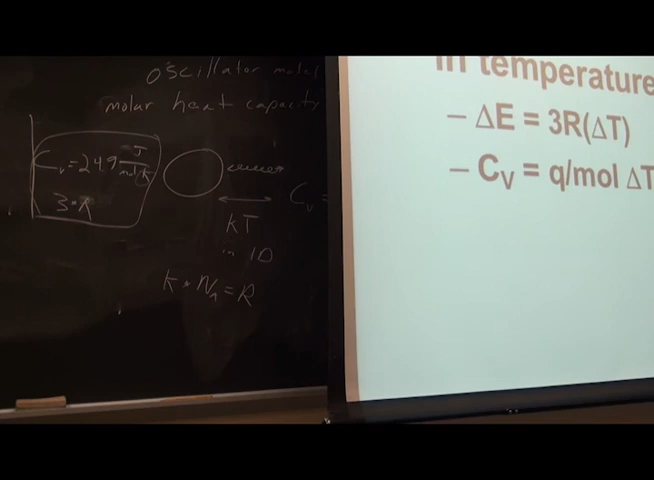 Oscillator model
molar heat capacity
Cv = 24.9 J/mol K
3 * R
Cv =
kT
in 1D
K * NA = R
in temperature
– ΔE = 3R(ΔT)
– CV = q/mol ΔT